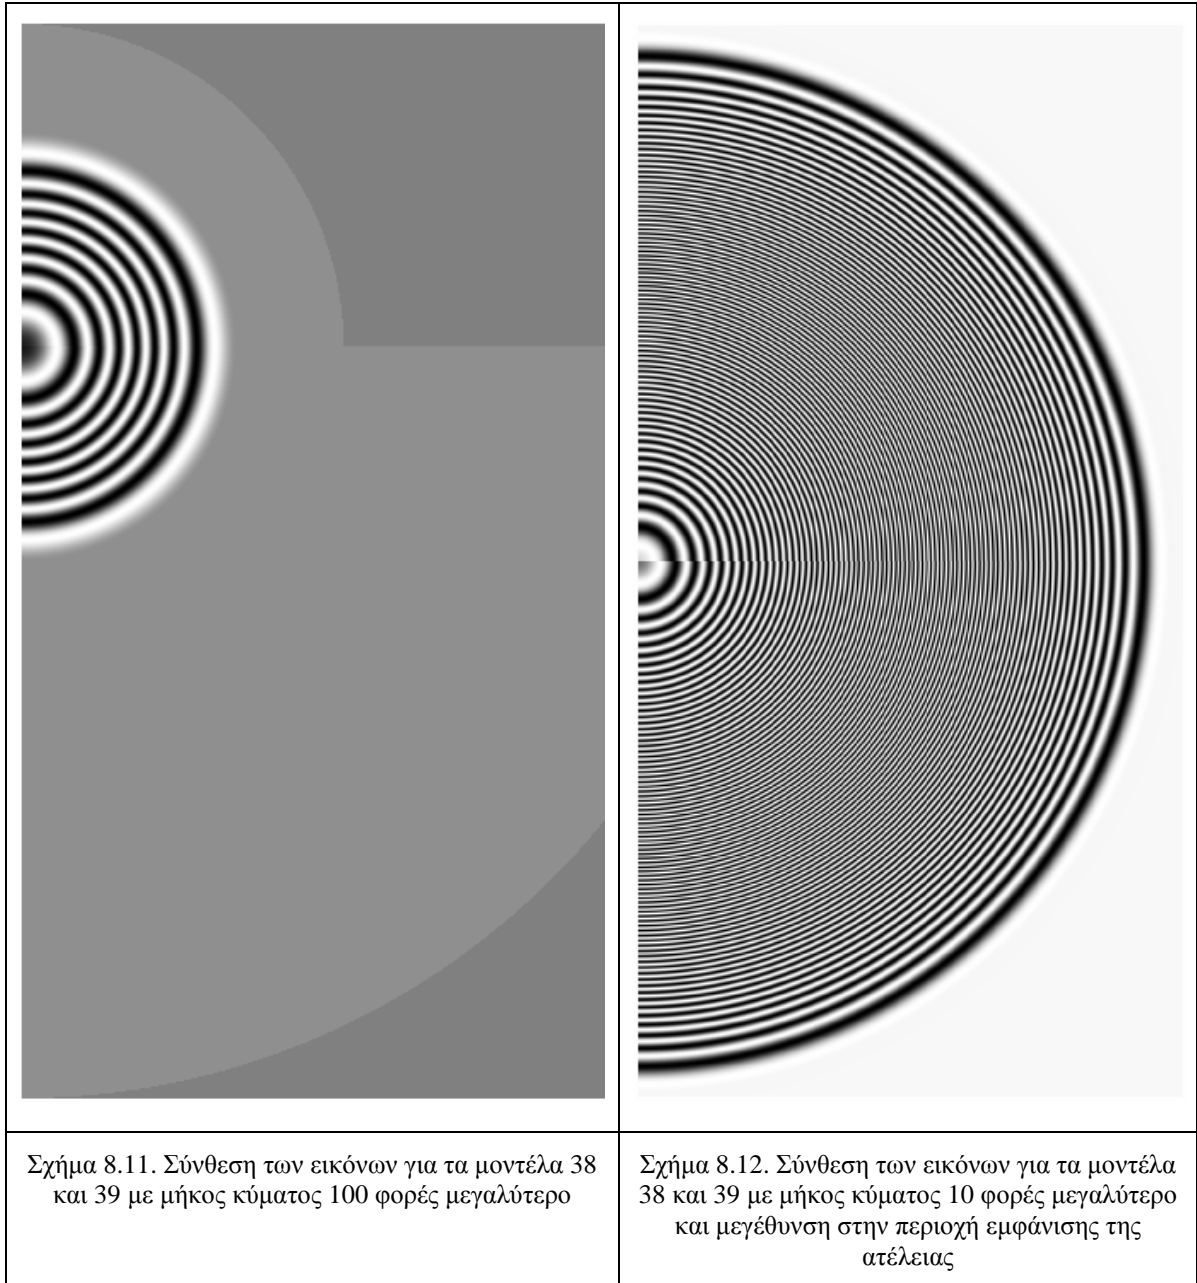 Σχήμα 8.11. Σύνθεση των εικόνων για τα μοντέλα 38
και 39 με μήκος κύματος 100 φορές μεγαλύτερο
Σχήμα 8.12. Σύνθεση των εικόνων για τα μοντέλα
38 και 39 με μήκος κύματος 10 φορές μεγαλύτερο
και μεγέθυνση στην περιοχή εμφάνισης της
ατέλειας